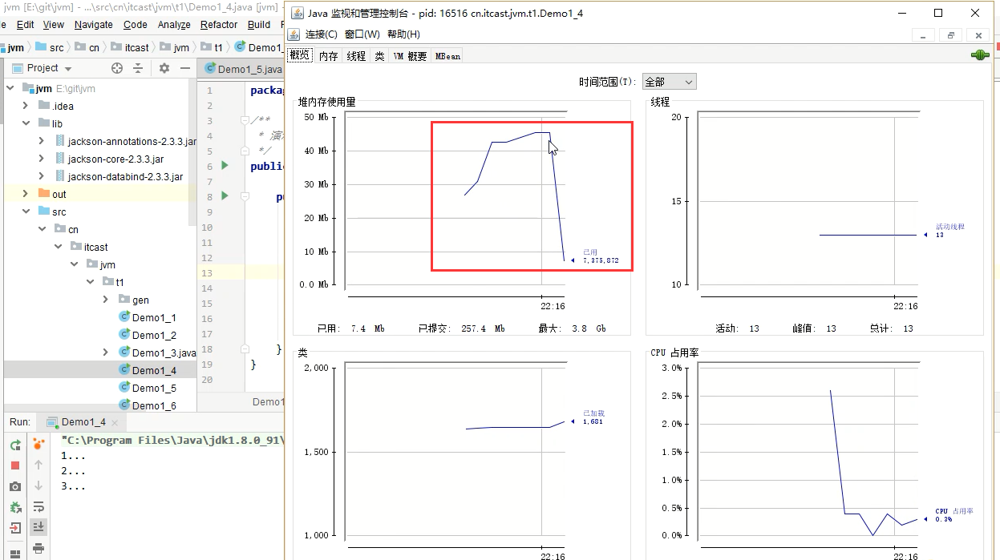 jvm [E:\git\jvm] - ...\src\cn\itcast\jvm\t1\Demo1_4.java [jvm] -
Edit View Navigate Code Analyze Refactor Build
jvm src cn itcast jvm t1 Demo1_
Project
Demo1_5.java
jvm E:\git\jvm
.idea
lib
jackson-annotations-2.3.3.jar
jackson-core-2.3.3.jar
jackson-databind-2.3.3.jar
out
src
cn
itcast
jvm
t1
gen
Demo1_1
Demo1_2
Demo1_3.java
Demo1_4
Demo1_5
Demo1_6
1 packag
2
3 /**
4 * 演
5 */
6 public
7
8 pu
9
10
11
12
13
14
15
16
17
18 }
19 }
20
Demo1
Run: Demo1_4
"C:\Program Files\Java\jdk1.8.0_91\
1...
2...
3...
Java 监视和管理控制台 - pid: 16516 cn.itcast.jvm.t1.Demo1_4
连接(C) 窗口(W) 帮助(H)
概览 内存 线程 类 VM 概要 MBean
时间范围(T): 全部
堆内存使用量
50 Mb
40 Mb
30 Mb
20 Mb
10 Mb
0.0 Mb
已用
7,375,872
22:16
已用: 7.4 Mb 已提交: 257.4 Mb 最大: 3.8 Gb
线程
20
15
10
活动线程
13
22:16
活动: 13 峰值: 13 总计: 13
类
2,000
1,500
1,000
已加载
1,681
22:16
CPU 占用率
3.0%
2.5%
2.0%
1.5%
1.0%
0.5%
0.0%
CPU 占用率
0.3%
22:16